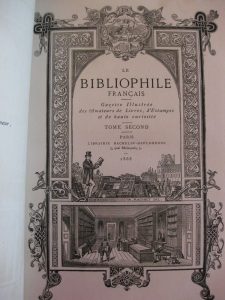 LE
BIBLIOPHILE
FRANÇAIS
Gazette Illustrée
des Amateurs de Livres, d'Estampes
et de haute curiosité
TOME SECOND
PARIS
LIBRAIRIE BACHELIN-DEFLORENNE
1868